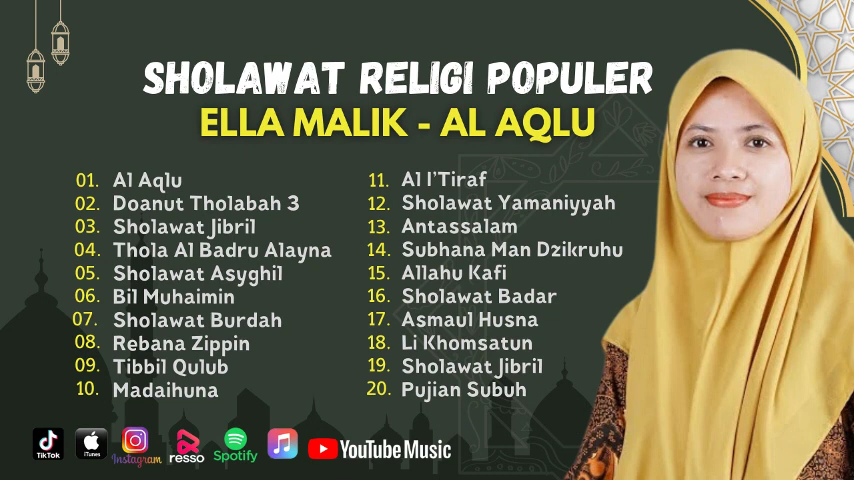 SHOLAWAT RELIGI POPULER
ELLA MALIK - AL AQLU
01. Al Aqlu
02. Doanut Tholabah 3
03. Sholawat Jibril
04. Thola Al Badru Alayna
05. Sholawat Asyghil
06. Bil Muhaimin
07. Sholawat Burdah
08. Rebana Zippin
09. Tibbil Qulub
10. Madaihuna
11. Al I'Tiraf
12. Sholawat Yamaniyyah
13. Antassalam
14. Subhana Man Dzikruhu
15. Allahu Kafi
16. Sholawat Badar
17. Asmaul Husna
18. Li Khomsatun
19. Sholawat Jibril
20. Pujian Subuh
TikTok iTunes Instagram resso Spotify YouTube Music